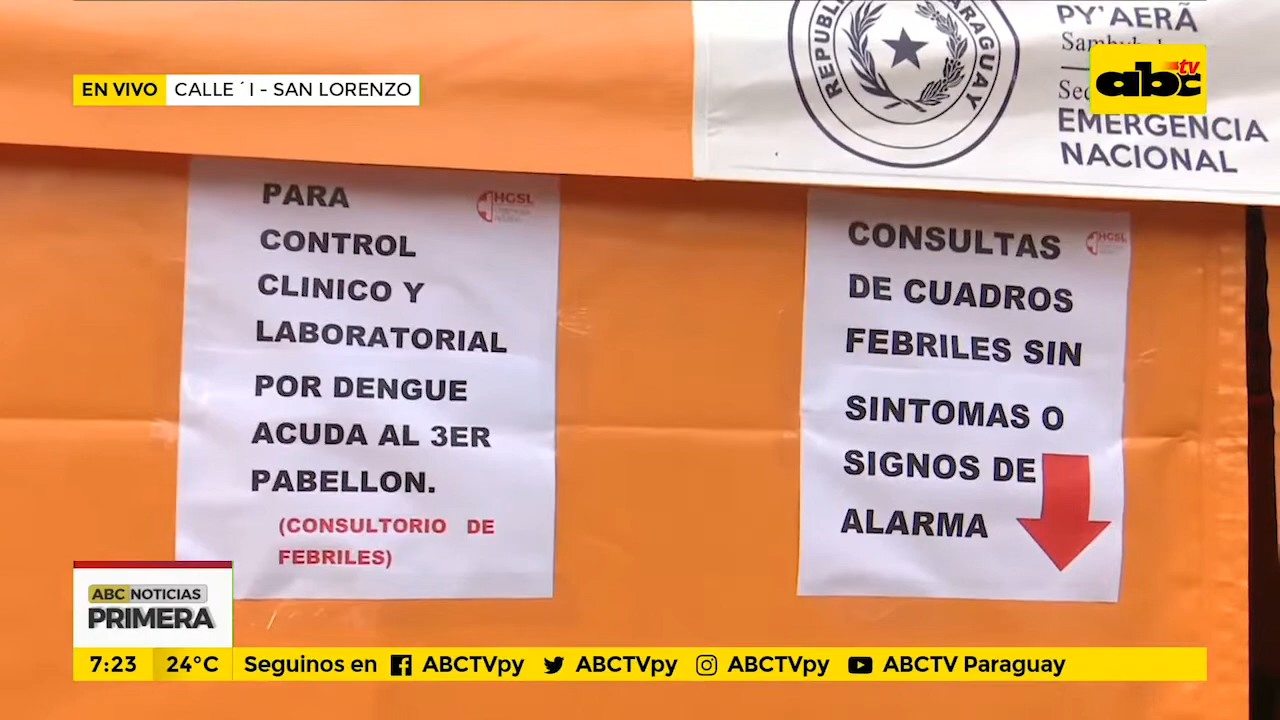 EN VIVO CALLE ´I - SAN LORENZO
REPUBLICA PARAGUAY
PY'AERÃ
EMERGENCIA
NACIONAL
abc tv
PARA
CONTROL
CLINICO Y
LABORATORIAL
POR DENGUE
ACUDA AL 3ER
PABELLON.
(CONSULTORIO DE
FEBRILES)
HGSL
CONSULTAS
DE CUADROS
FEBRILES SIN
SINTOMAS O
SIGNOS DE
ALARMA
HGSL
ABC NOTICIAS
PRIMERA
7:23 24°C Seguinos en ABCTVpy ABCTVpy ABCTVpy ABCTV Paraguay